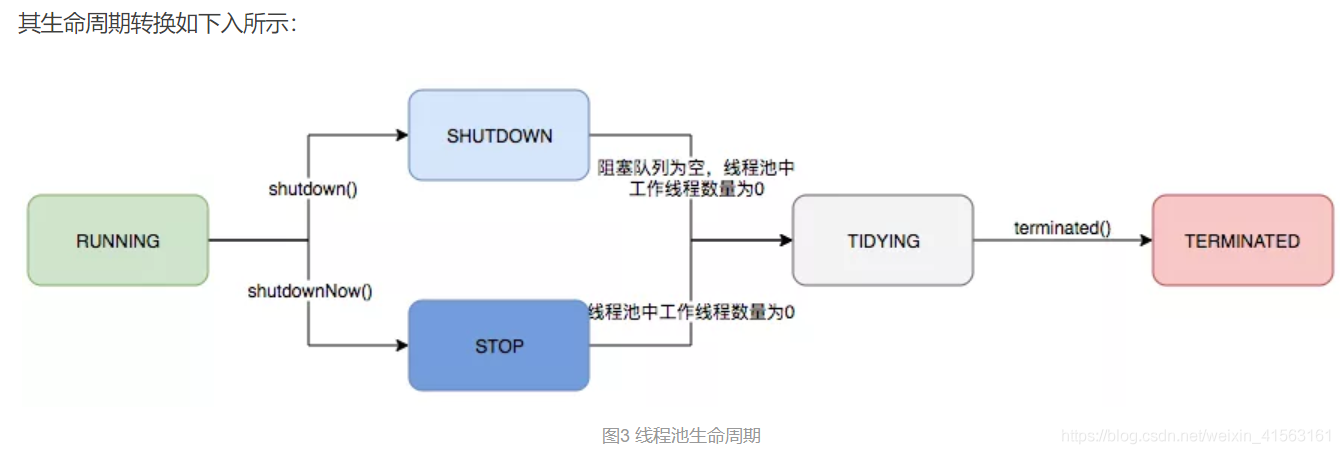 其生命周期转换如下入所示：
SHUTDOWN
阻塞队列为空，线程池中
工作线程数量为0
shutdown()
RUNNING
TIDYING
terminated()
TERMINATED
shutdownNow()
线程池中工作线程数量为0
STOP
图3 线程池生命周期
https://blog.csdn.net/weixin_41563161